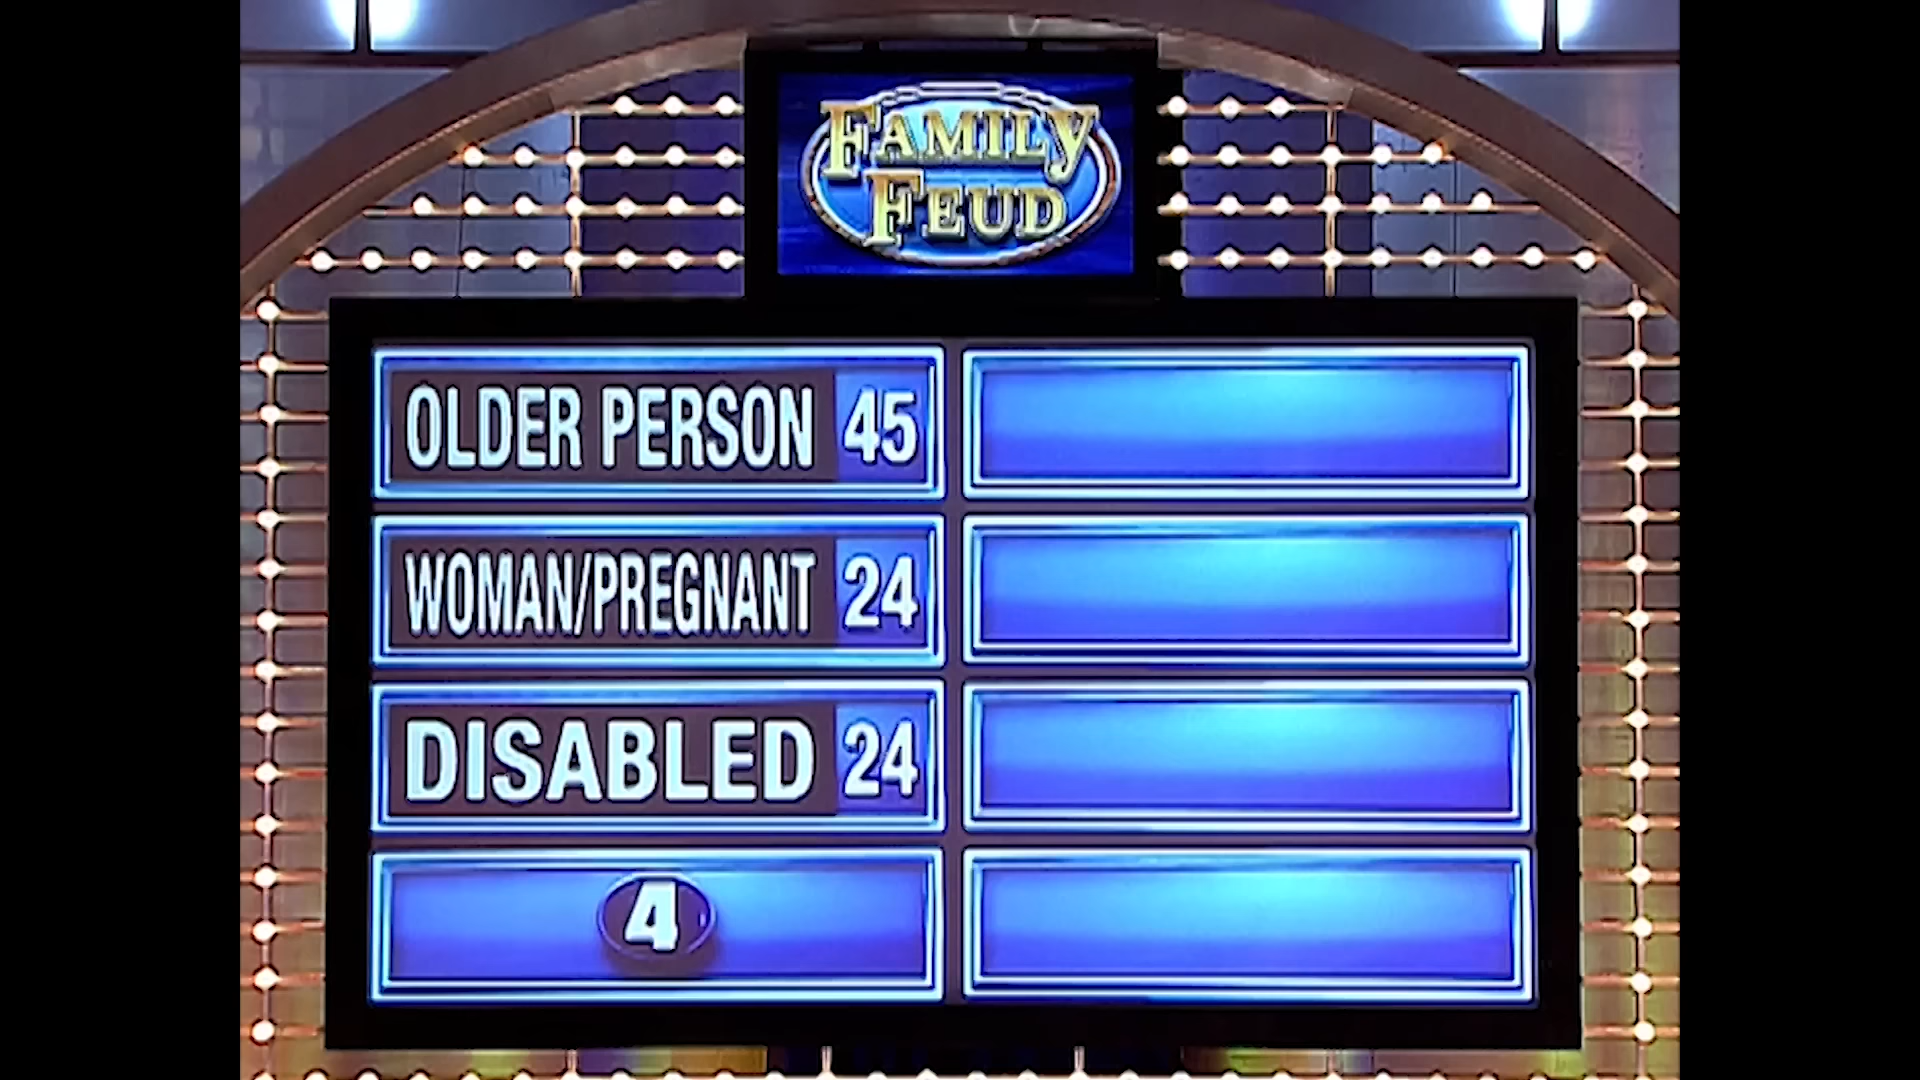 FAMILY
FEUD
OLDER PERSON 45
WOMAN/PREGNANT 24
DISABLED 24
4